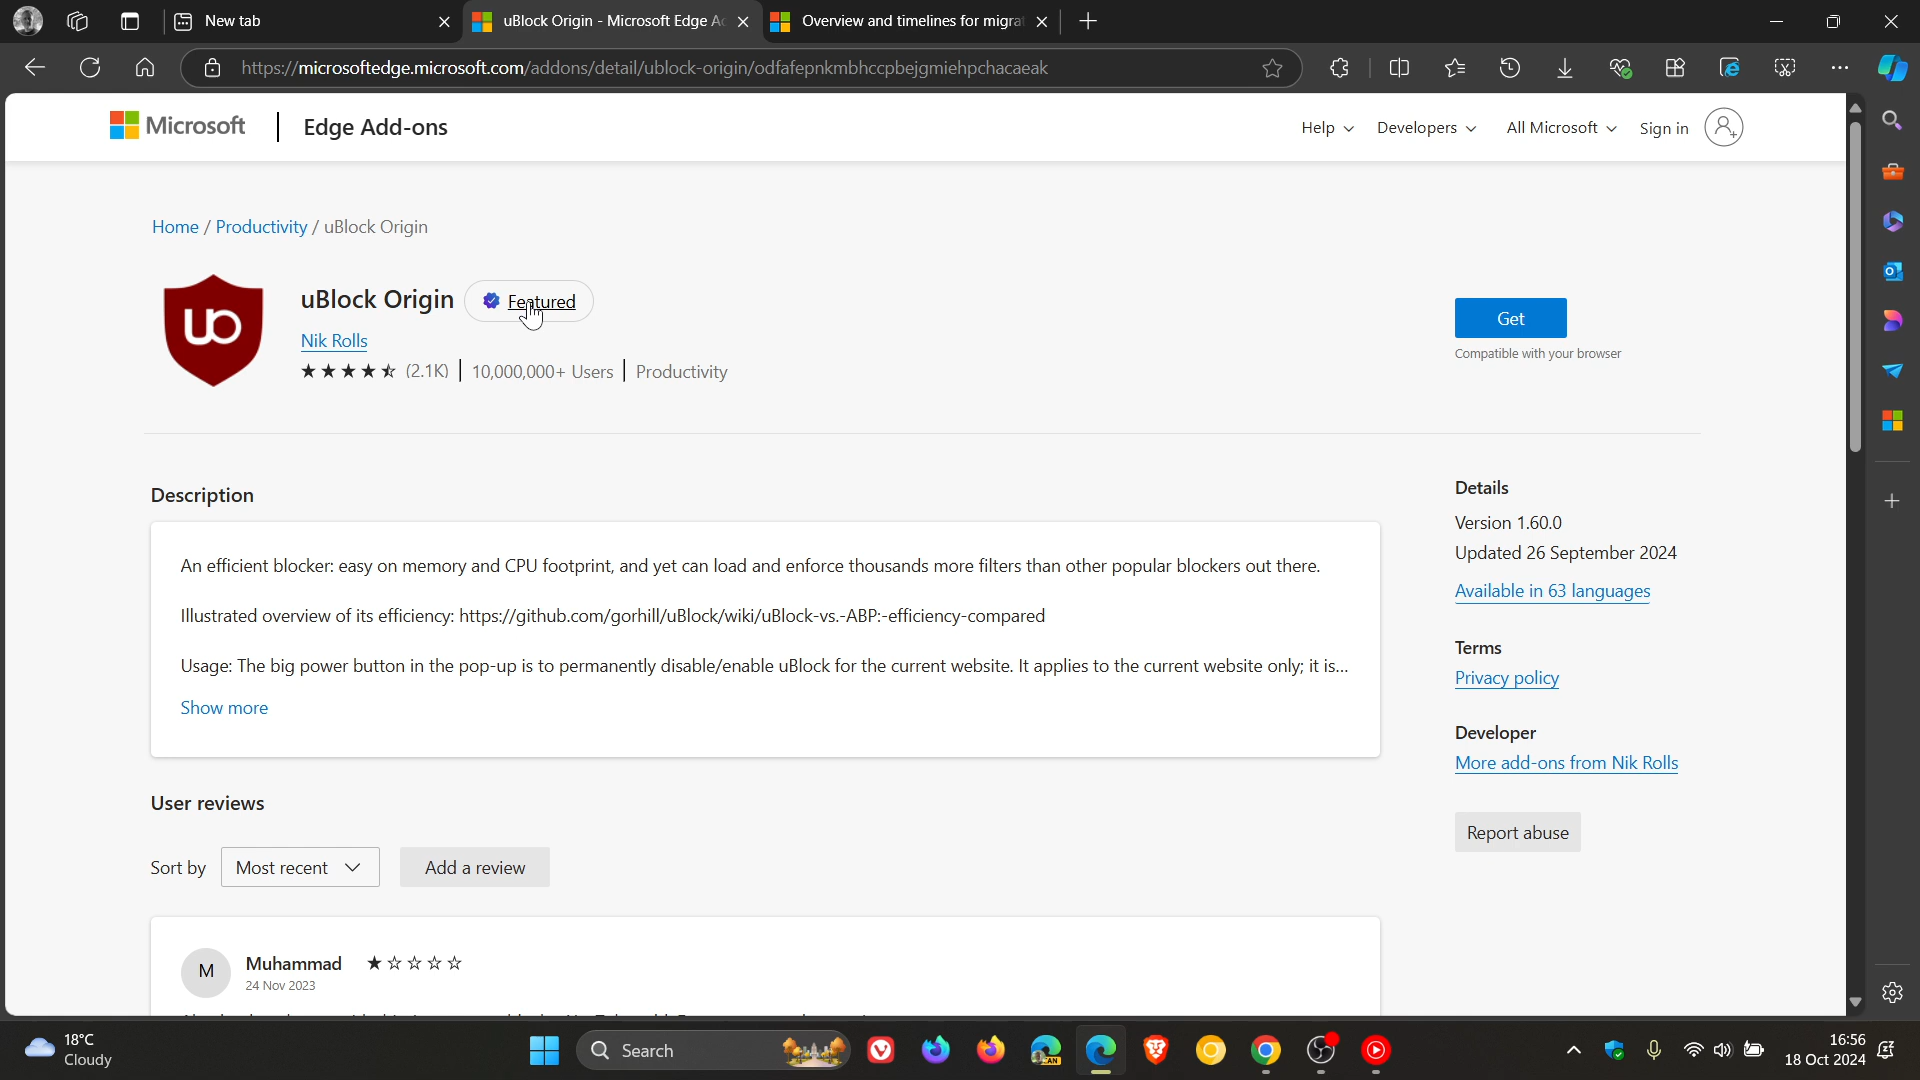 New tab
uBlock Origin - Microsoft Edge Ad
Overview and timelines for migrat
https://microsoftedge.microsoft.com/addons/detail/ublock-origin/odfafepnkmbhccpbejgmiehpchacaeak
Microsoft
Edge Add-ons
Help
Developers
All Microsoft
Sign in
Home / Productivity / uBlock Origin
uBlock Origin
Featured
Nik Rolls
(2.1K)
10,000,000+ Users
Productivity
Get
Compatible with your browser
Description
An efficient blocker: easy on memory and CPU footprint, and yet can load and enforce thousands more filters than other popular blockers out there.
Illustrated overview of its efficiency: https://github.com/gorhill/uBlock/wiki/uBlock-vs.-ABP:-efficiency-compared
Usage: The big power button in the pop-up is to permanently disable/enable uBlock for the current website. It applies to the current website only; it is...
Show more
Details
Version 1.60.0
Updated 26 September 2024
Available in 63 languages
Terms
Privacy policy
Developer
More add-ons from Nik Rolls
Report abuse
User reviews
Sort by
Most recent
Add a review
M
Muhammad
24 Nov 2023
18°C
Cloudy
Search
CAN
16:56
18 Oct 2024